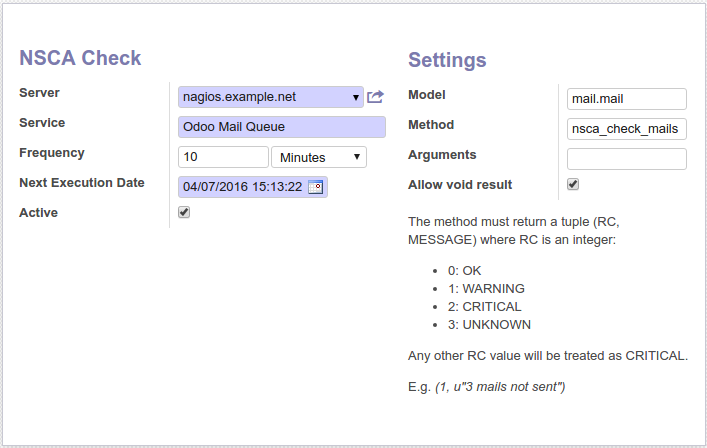 NSCA Check
Server nagios.example.net
Service Odoo Mail Queue
Frequency 10 Minutes
Next Execution Date 04/07/2016 15:13:22
Active
Settings
Model mail.mail
Method nsca_check_mails
Arguments
Allow void result
The method must return a tuple (RC,
MESSAGE) where RC is an integer:
• 0: OK
• 1: WARNING
• 2: CRITICAL
• 3: UNKNOWN
Any other RC value will be treated as CRITICAL.
E.g. (1, u"3 mails not sent")